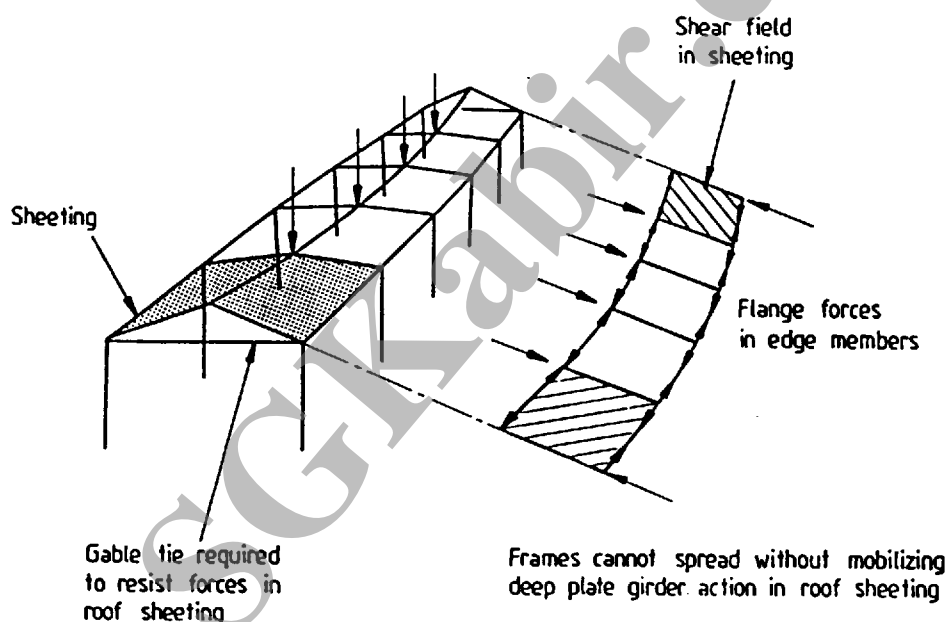 Shear field
in sheeting
Sheeting
Flange forces
in edge members
Gable tie required
to resist forces in
roof sheeting
Frames cannot spread without mobilizing
deep plate girder action in roof sheeting
SGKabir.